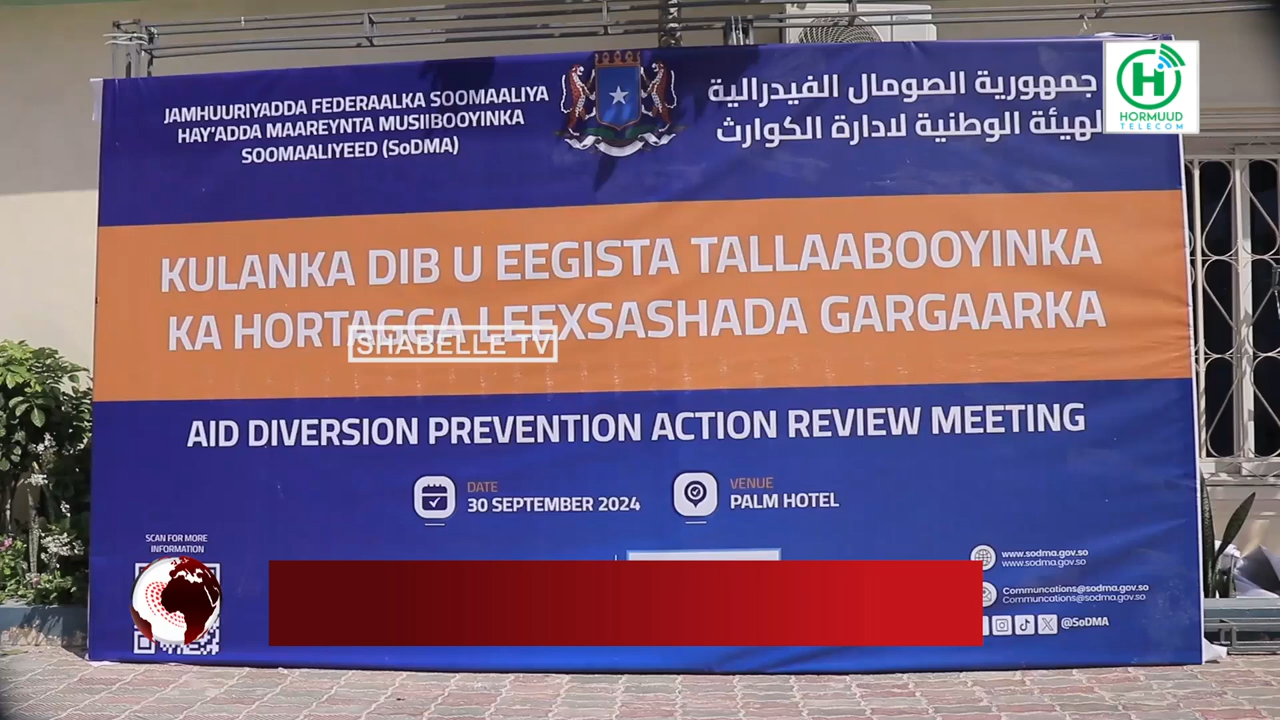 JAMHUURIYADDA FEDERAALKA SOOMAALIYA
HAY'ADDA MAAREYNTA MUSIIBOOYINKA
SOOMAALIYEED (SoDMA)
جمهورية الصومال الفيدرالية
لهيئة الوطنية لادارة الكوارث
H
HORMUUD
TELECOM
KULANKA DIB U EEGISTA TALLAABOOYINKA
KA HORTAGGA LEEXSASHADA GARGAARKA
SHABELLE TV
AID DIVERSION PREVENTION ACTION REVIEW MEETING
DATE
30 SEPTEMBER 2024
VENUE
PALM HOTEL
SCAN FOR MORE
INFORMATION
www.sodma.gov.so
www.sodma.gov.so
Communcations@sodma.gov.so
Communcations@sodma.gov.so
@SoDMA